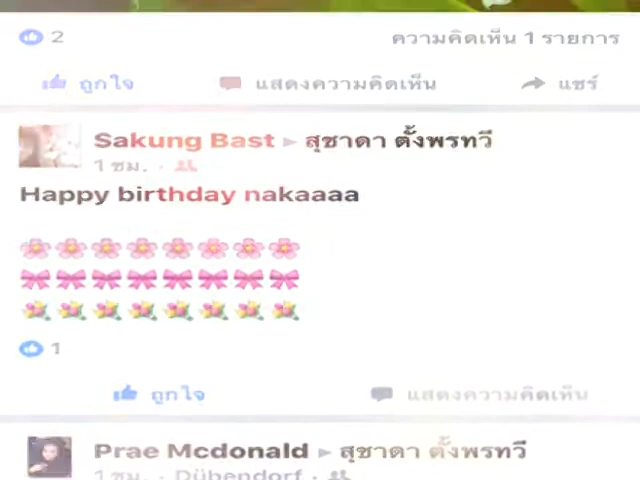 2
ความคิดเห็น 1 รายการ
ถูกใจ แสดงความคิดเห็น แชร์
Sakung Bast ▸ สุชาดา ตั้งพรทวี
1 ชม. ·
Happy birthday nakaaaa
🌸🌸🌸🌸🌸🌸🌸🌸
🎀🎀🎀🎀🎀🎀🎀🎀
💐💐💐💐💐💐💐💐
1
ถูกใจ แสดงความคิดเห็น
Prae Mcdonald ▸ สุชาดา ตั้งพรทวี
1 ชม. · Dübendorf ·